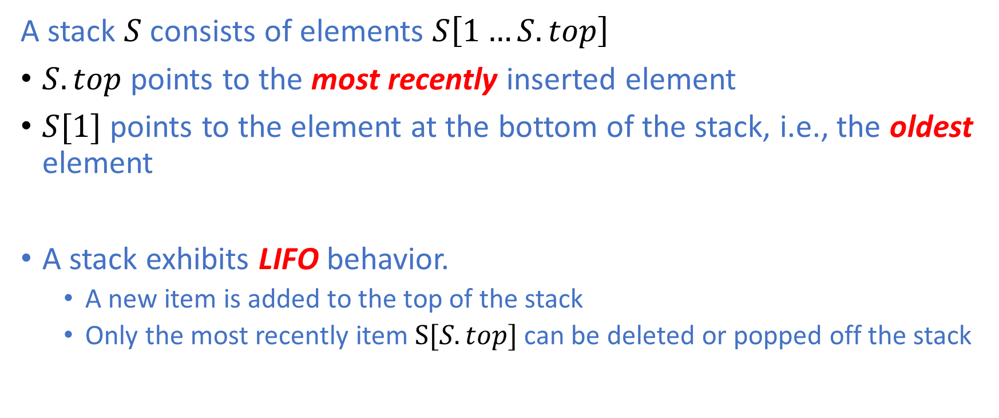 A stack S consists of elements S[1 … S.top]
• S.top points to the most recently inserted element
• S[1] points to the element at the bottom of the stack, i.e., the oldest
element
• A stack exhibits LIFO behavior.
• A new item is added to the top of the stack
• Only the most recently item S[S.top] can be deleted or popped off the stack